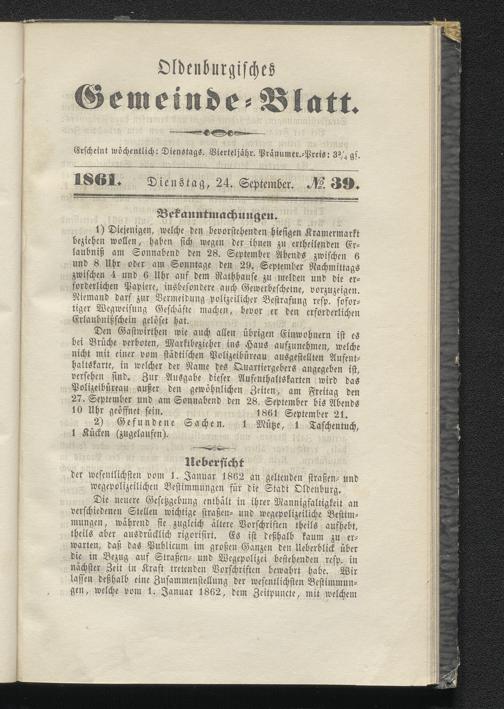 Oldenburgisches
Gemeinde-Blatt.
Erscheint wöchentlich: Dienstags. Vierteljähr. Pränumer.-Preis: 3¾ gs.
1861. Dienstag, 24. September. № 39.
Bekanntmachungen.
1) Diejenigen, welche den bevorstehenden hiesigen Kramermarkt
beziehen wollen, haben sich wegen der ihnen zu ertheilenden Er-
laubniß am Sonnabend den 28. September Abends zwischen 6
und 8 Uhr oder am Sonntage den 29. September Nachmittags
zwischen 4 und 6 Uhr auf dem Rathhause zu melden und die er-
forderlichen Papiere, insbesondere auch Gewerbescheine, vorzuzeigen.
Niemand darf zur Vermeidung polizeilicher Bestrafung resp. sofor-
tiger Wegweisung Geschäfte machen, bevor er den erforderlichen
Erlaubnißschein gelöset hat.
Den Gastwirthen wie auch allen übrigen Einwohnern ist es
bei Brüche verboten, Marktbezieher ins Haus aufzunehmen, welche
nicht mit einer vom städtischen Polizeibüreau ausgestellten Aufent-
haltskarte, in welcher der Name des Quartiergebers angegeben ist,
versehen sind. Zur Ausgabe dieser Aufenthaltskarten wird das
Polizeibüreau außer den gewöhnlichen Zeiten, am Freitag den
27. September und am Sonnabend den 28. September bis Abends
10 Uhr geöffnet sein. 1861 September 21.
2) Gefundene Sachen. 1 Mütze, 1 Taschentuch,
1 Kücken (zugelaufen).
Uebersicht
der wesentlichsten vom 1. Januar 1862 an geltenden straßen- und
wegepolizeilichen Bestimmungen für die Stadt Oldenburg.
Die neuere Gesetzgebung enthält in ihrer Mannigfaltigkeit an
verschiedenen Stellen wichtige straßen- und wegepolizeiliche Bestim-
mungen, während sie zugleich ältere Vorschriften theils aufhebt,
theils aber ausdrücklich rigorisirt. Es ist deßhalb kaum zu er-
warten, daß das Publicum im großen Ganzen den Ueberblick über
die in Bezug auf Straßen- und Wegepolizei bestehenden resp. in
nächster Zeit in Kraft tretenden Vorschriften bewahrt habe. Wir
lassen deßhalb eine Zusammenstellung der wesentlichsten Bestimmun-
gen, welche vom 1. Januar 1862, dem Zeitpuncte, mit welchem